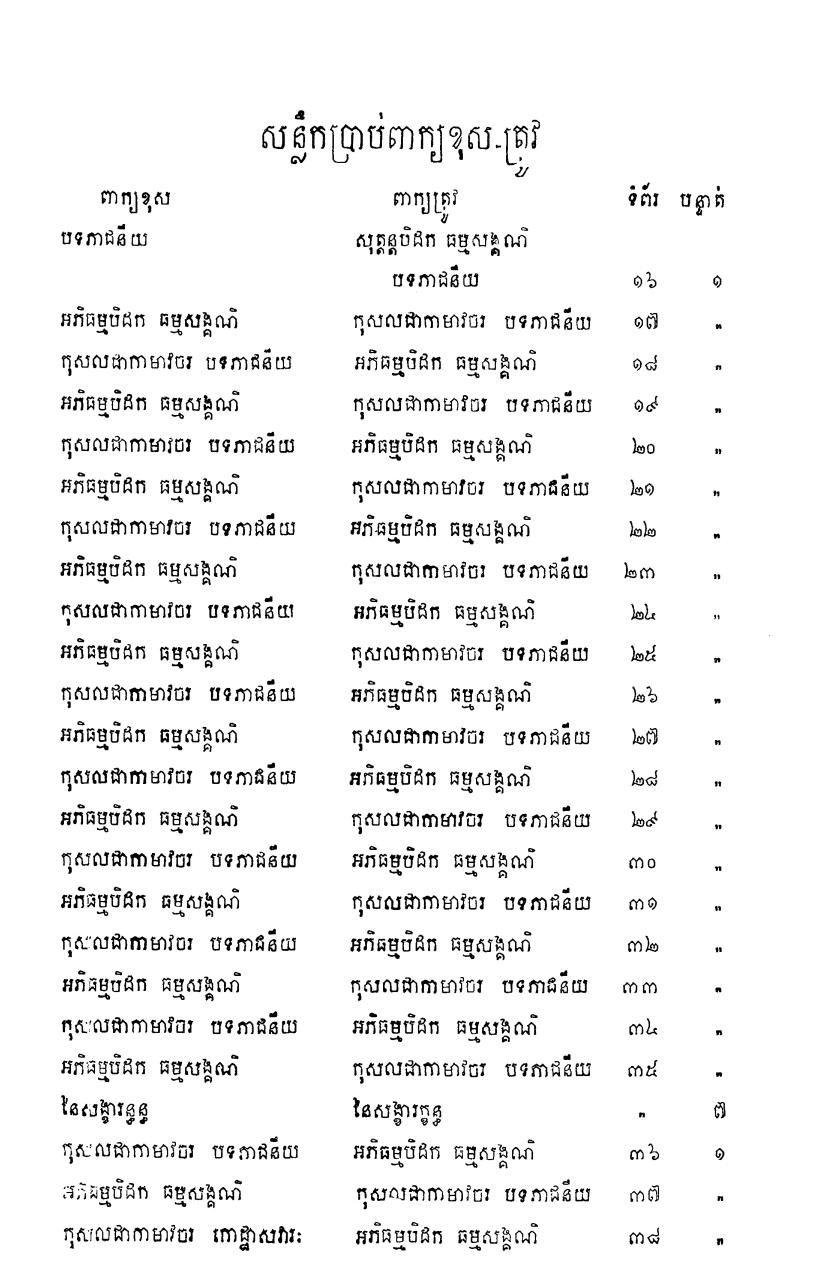 សន្លឹកប្រាប់ពាក្យខុស-ត្រូវ
ពាក្យខុស ពាក្យត្រូវ ទំព័រ បន្ទាត់
បទភាជនីយ សុត្តន្តបិដក ធម្មសង្គណិ
បទភាជនីយ ១៦ ១
អភិធម្មបិដក ធម្មសង្គណិ កុសលជាកាមាវចរ បទភាជនីយ ១៧ "
កុសលជាកាមាវចរ បទភាជនីយ អភិធម្មបិដក ធម្មសង្គណិ ១៨ "
អភិធម្មបិដក ធម្មសង្គណិ កុសលជាកាមាវចរ បទភាជនីយ ១៩ "
កុសលជាកាមាវចរ បទភាជនីយ អភិធម្មបិដក ធម្មសង្គណិ ២០ "
អភិធម្មបិដក ធម្មសង្គណិ កុសលជាកាមាវចរ បទភាជនីយ ២១ "
កុសលជាកាមាវចរ បទភាជនីយ អភិធម្មបិដក ធម្មសង្គណិ ២២ "
អភិធម្មបិដក ធម្មសង្គណិ កុសលជាកាមាវចរ បទភាជនីយ ២៣ "
កុសលជាកាមាវចរ បទភាជនីយ អភិធម្មបិដក ធម្មសង្គណិ ២៤ "
អភិធម្មបិដក ធម្មសង្គណិ កុសលជាកាមាវចរ បទភាជនីយ ២៥ "
កុសលជាកាមាវចរ បទភាជនីយ អភិធម្មបិដក ធម្មសង្គណិ ២៦ "
អភិធម្មបិដក ធម្មសង្គណិ កុសលជាកាមាវចរ បទភាជនីយ ២៧ "
កុសលជាកាមាវចរ បទភាជនីយ អភិធម្មបិដក ធម្មសង្គណិ ២៨ "
អភិធម្មបិដក ធម្មសង្គណិ កុសលជាកាមាវចរ បទភាជនីយ ២៩ "
កុសលជាកាមាវចរ បទភាជនីយ អភិធម្មបិដក ធម្មសង្គណិ ៣០ "
អភិធម្មបិដក ធម្មសង្គណិ កុសលជាកាមាវចរ បទភាជនីយ ៣១ "
កុសលជាកាមាវចរ បទភាជនីយ អភិធម្មបិដក ធម្មសង្គណិ ៣២ "
អភិធម្មបិដក ធម្មសង្គណិ កុសលជាកាមាវចរ បទភាជនីយ ៣៣ "
កុសលជាកាមាវចរ បទភាជនីយ អភិធម្មបិដក ធម្មសង្គណិ ៣៤ "
អភិធម្មបិដក ធម្មសង្គណិ កុសលជាកាមាវចរ បទភាជនីយ ៣៥ "
នៃសង្ខារន្ធន្ធ នៃសង្ខារក្ខន្ធ " ៧
កុសលជាកាមាវចរ បទភាជនីយ អភិធម្មបិដក ធម្មសង្គណិ ៣៦ ១
អភិធម្មបិដក ធម្មសង្គណិ កុសលជាកាមាវចរ បទភាជនីយ ៣៧ "
កុសលជាកាមាវចរ កោដ្ឋាសវារៈ អភិធម្មបិដក ធម្មសង្គណិ ៣៨ "